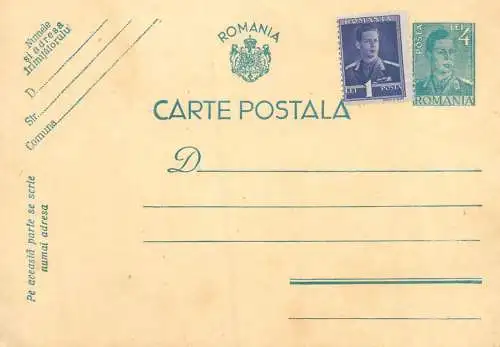 Numele
și adresa
trimițătorului
D.
Str.
Comuna
ROMANIA
ROMANIA
LEI 1 POSTA
POSTA LEI 4
ROMANIA
CARTE POSTALA
D
Pe această parte se scrie
numai adresa